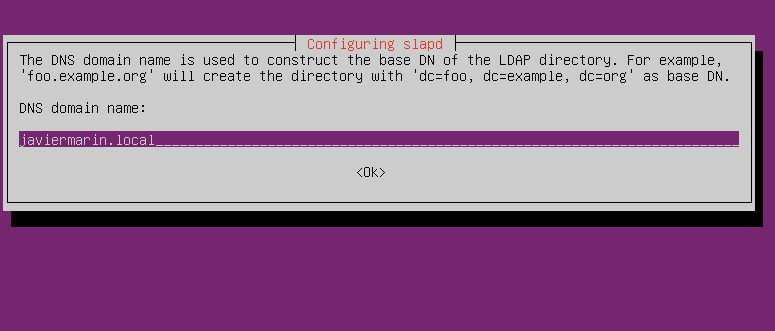 Configuring slapd
The DNS domain name is used to construct the base DN of the LDAP directory. For example,
'foo.example.org' will create the directory with 'dc=foo, dc=example, dc=org' as base DN.
DNS domain name:
javiermarin.local
<Ok>